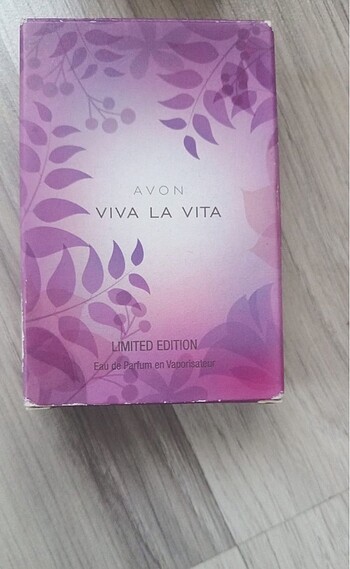 AVON
VIVA LA VITA
LIMITED EDITION
Eau de Parfum en Vaporisateur